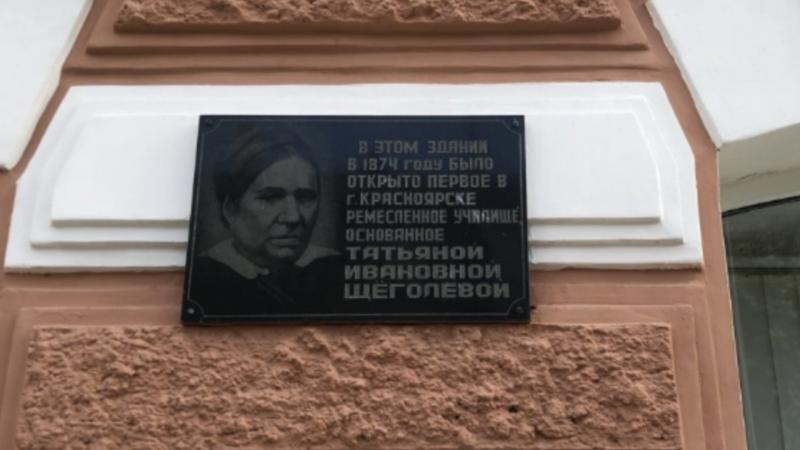 В ЭТОМ ЗДАНИИ
В 1874 ГОДУ БЫЛО
ОТКРЫТО ПЕРВОЕ В
г. КРАСНОЯРСКЕ
РЕМЕСЛЕННОЕ УЧИЛИЩЕ,
ОСНОВАННОЕ
ТАТЬЯНОЙ
ИВАНОВНОЙ
ЩЕГОЛЕВОЙ